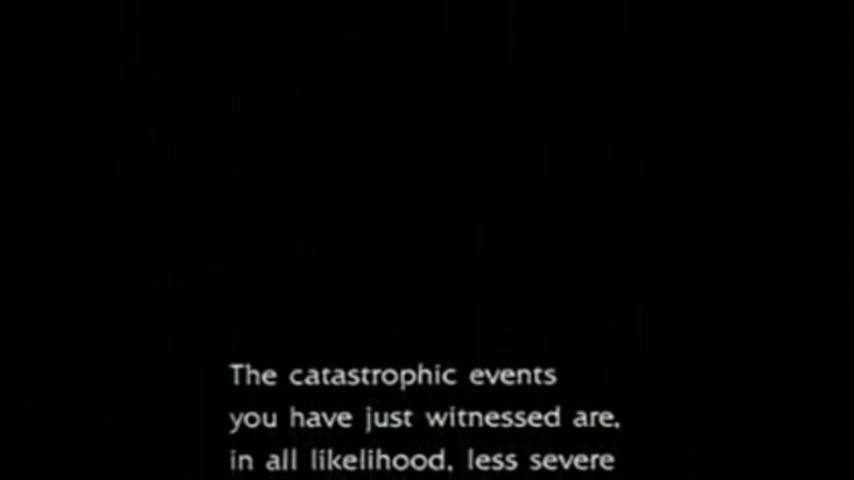 The catastrophic events
you have just witnessed are,
in all likelihood, less severe